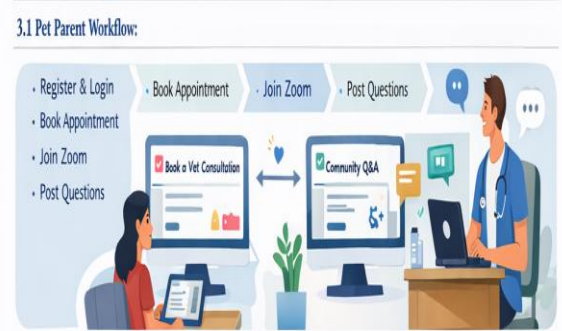 3.1 Pet Parent Workflow:
• Register & Login
• Book Appointment
• Join Zoom
• Post Questions
• Book Appointment
• Join Zoom
• Post Questions
Book a Vet Consultation
Community Q&A